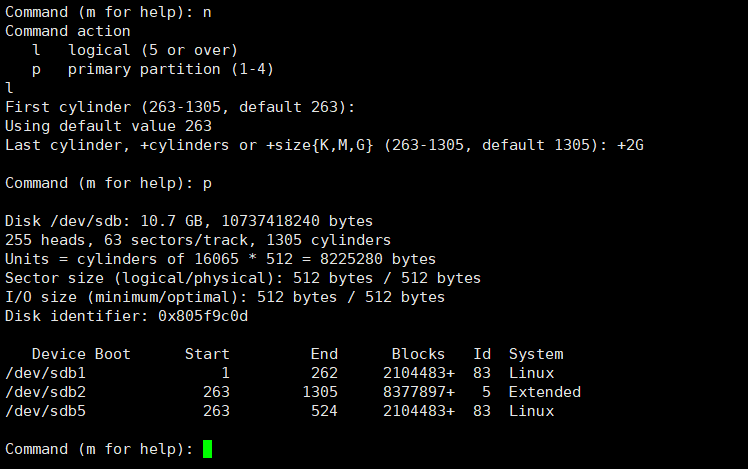 Command (m for help): n
Command action
   l   logical (5 or over)
   p   primary partition (1-4)
l
First cylinder (263-1305, default 263):
Using default value 263
Last cylinder, +cylinders or +size{K,M,G} (263-1305, default 1305): +2G
Command (m for help): p
Disk /dev/sdb: 10.7 GB, 10737418240 bytes
255 heads, 63 sectors/track, 1305 cylinders
Units = cylinders of 16065 * 512 = 8225280 bytes
Sector size (logical/physical): 512 bytes / 512 bytes
I/O size (minimum/optimal): 512 bytes / 512 bytes
Disk identifier: 0x805f9c0d
   Device Boot      Start         End      Blocks   Id  System
/dev/sdb1               1         262     2104483+  83  Linux
/dev/sdb2             263        1305     8377897+   5  Extended
/dev/sdb5             263         524     2104483+  83  Linux
Command (m for help):